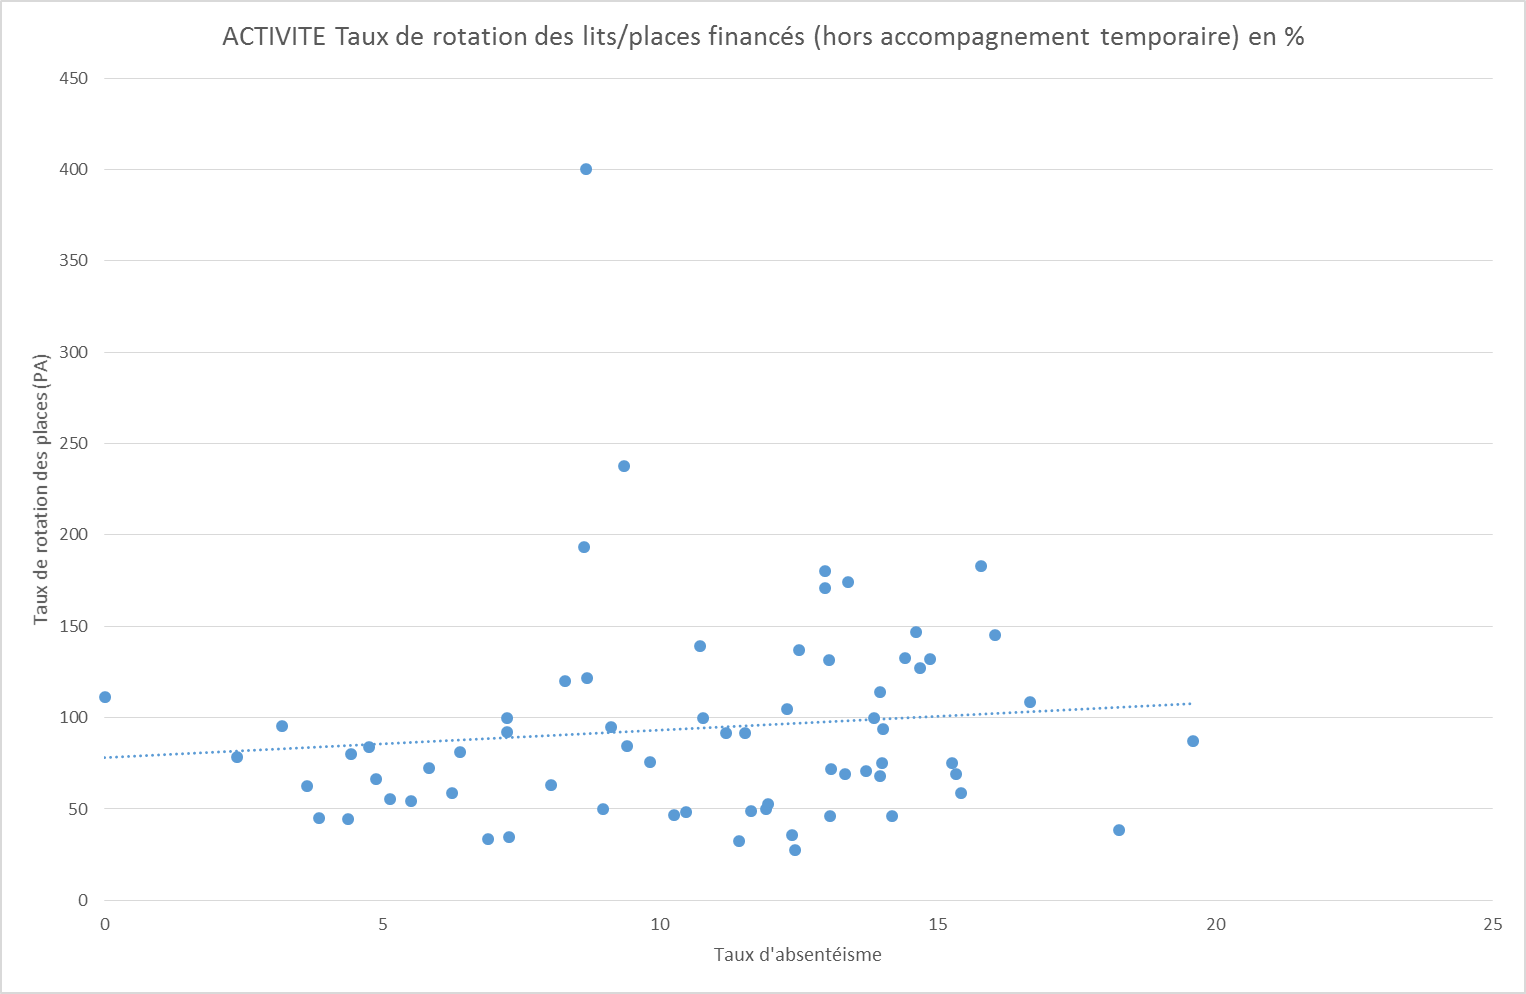 ACTIVITE Taux de rotation des lits/places financés (hors accompagnement temporaire) en %
450
400
350
300
250
200
150
100
50
0
Taux de rotation des places (PA)
0 5 10 15 20 25
Taux d'absentéisme